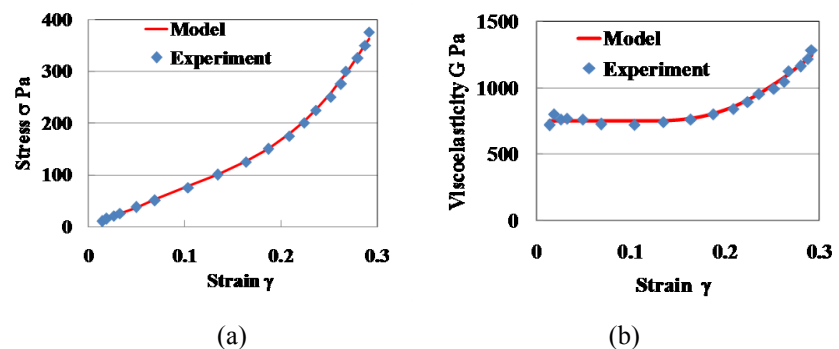 400
300
200
100
0
Stress σ Pa
Model
Experiment
0 0.1 0.2 0.3
Strain γ
(a)
1500
1000
500
0
Viscoelasticity G Pa
Model
Experiment
0 0.1 0.2 0.3
Strain γ
(b)